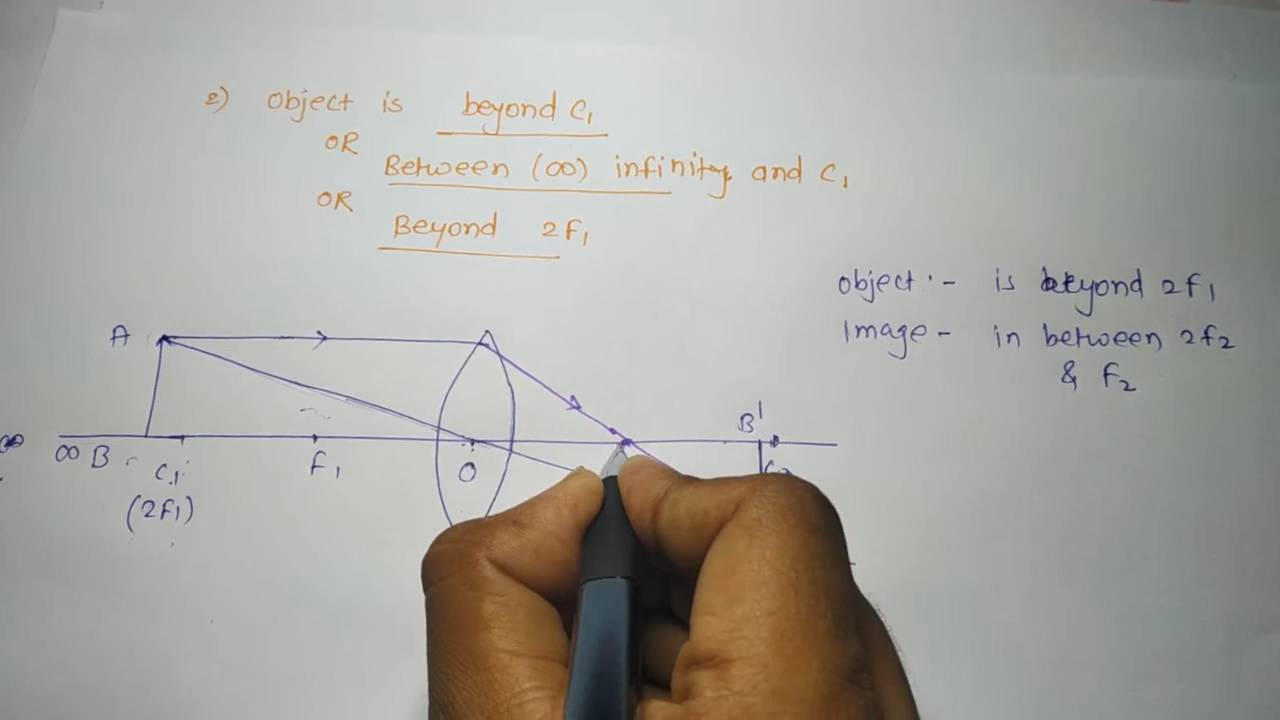 2) Object is beyond C₁
OR
Between (∞) infinity and C₁
OR
Beyond 2F₁
object :- is beyond 2F₁
Image - in between 2F₂
& F₂
A
B'
∞ ∞ B C₁ F₁ O
(2F₁)